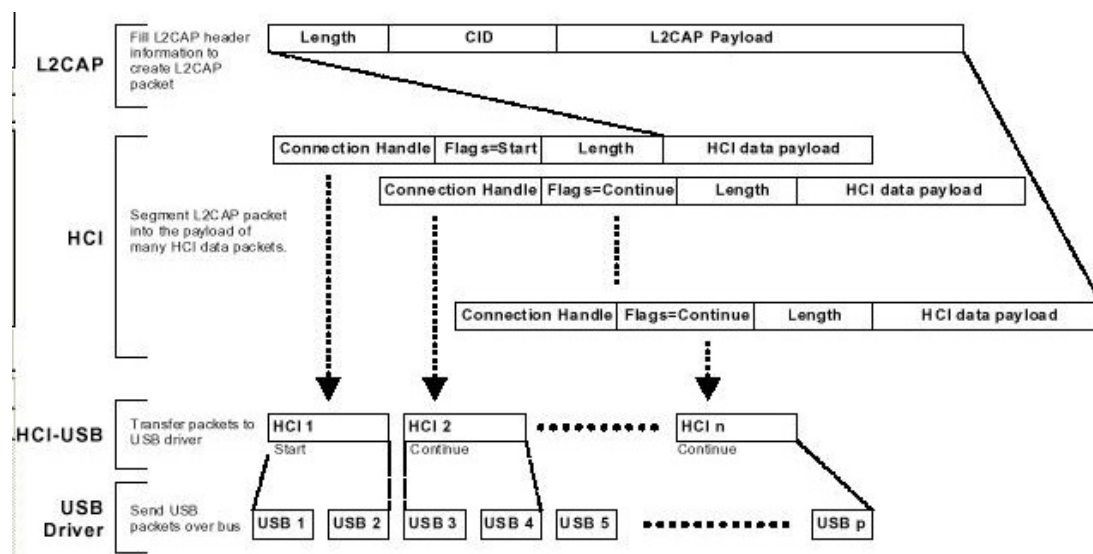 L2CAP
Fill L2CAP header
information to
create L2CAP
packet
Length CID L2CAP Payload
HCI
Segment L2CAP packet
into the payload of
many HCI data packets.
Connection Handle Flags=Start Length HCI data payload
Connection Handle Flags=Continue Length HCI data payload
Connection Handle Flags=Continue Length HCI data payload
HCI-USB
Transfer packets to
USB driver
HCI 1 HCI 2 HCI n
Start Continue Continue
USB
Driver
Send USB
packets over bus
USB 1 USB 2 USB 3 USB 4 USB 5 USB p